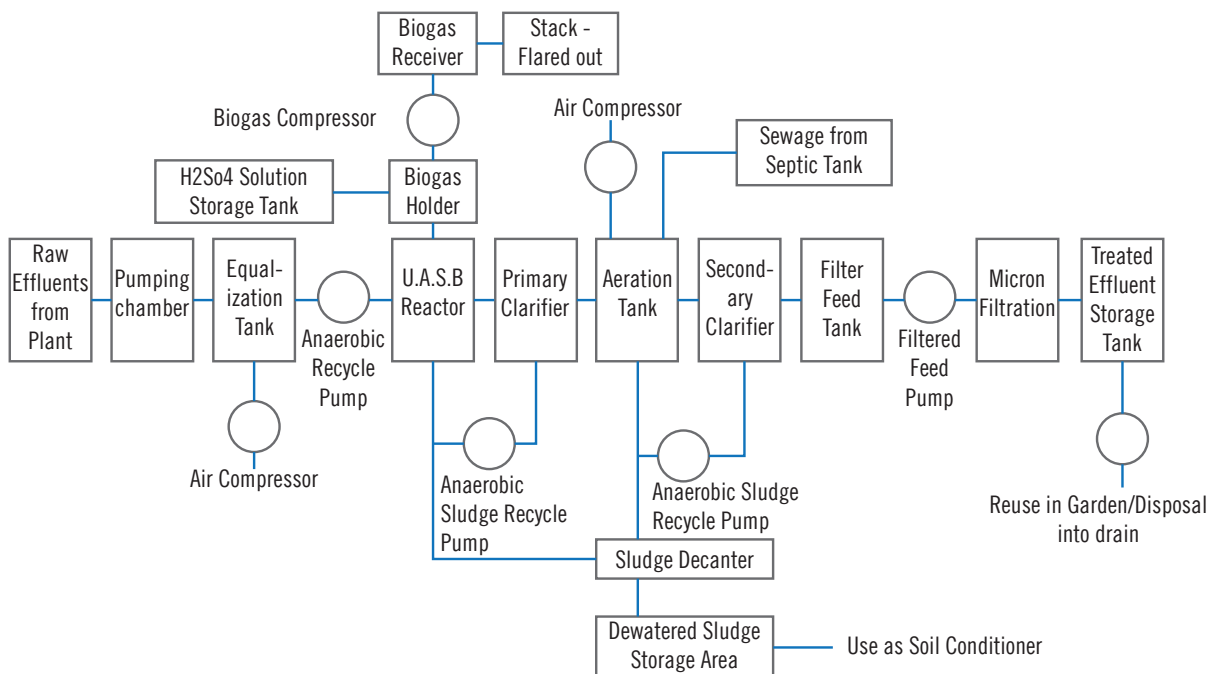 Biogas
Receiver
Stack -
Flared out
Biogas Compressor
Air Compressor
Sewage from
Septic Tank
H2So4 Solution
Storage Tank
Biogas
Holder
Raw
Effluents
from
Plant
Pumping
chamber
Equal-
ization
Tank
Anaerobic
Recycle
Pump
U.A.S.B
Reactor
Primary
Clarifier
Aeration
Tank
Second-
ary
Clarifier
Filter
Feed
Tank
Filtered
Feed
Pump
Micron
Filtration
Treated
Effluent
Storage
Tank
Air Compressor
Anaerobic
Sludge Recycle
Pump
Anaerobic Sludge
Recycle Pump
Reuse in Garden/Disposal
into drain
Sludge Decanter
Dewatered Sludge
Storage Area
Use as Soil Conditioner